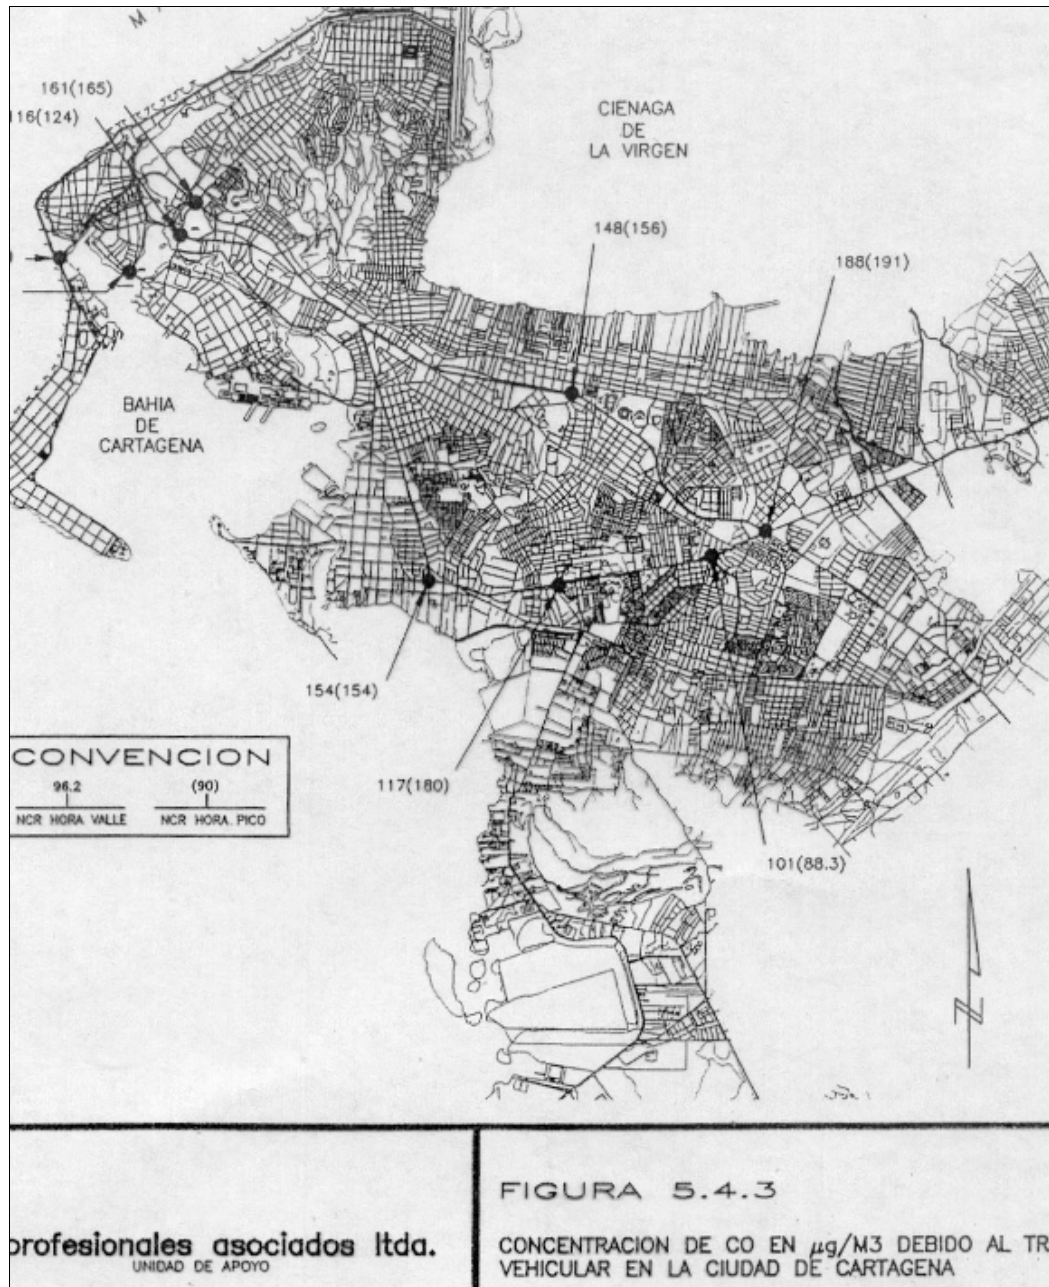 161(165)
116(124)
CIENAGA
DE
LA VIRGEN
148(156)
188(191)
BAHIA
DE
CARTAGENA
154(154)
117(180)
CONVENCION
96.2
(90)
NCR HORA VALLE
NCR HORA PICO
101(88.3)
N
FIGURA 5.4.3
profesionales asociados ltda.
UNIDAD DE APOYO
CONCENTRACION DE CO EN µg/M3 DEBIDO AL TR
VEHICULAR EN LA CIUDAD DE CARTAGENA